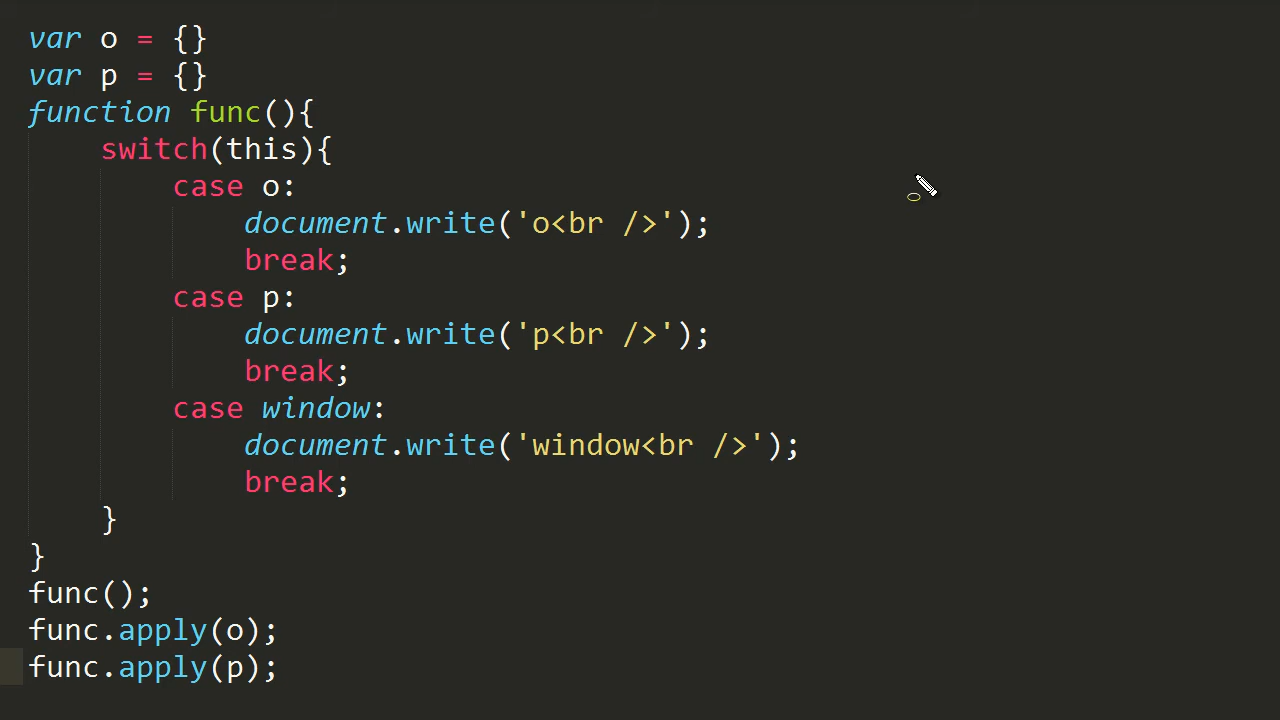 var o = {}
var p = {}
function func(){
    switch(this){
        case o:
            document.write('o<br />');
            break;
        case p:
            document.write('p<br />');
            break;
        case window:
            document.write('window<br />');
            break;
    }
}
func();
func.apply(o);
func.apply(p);